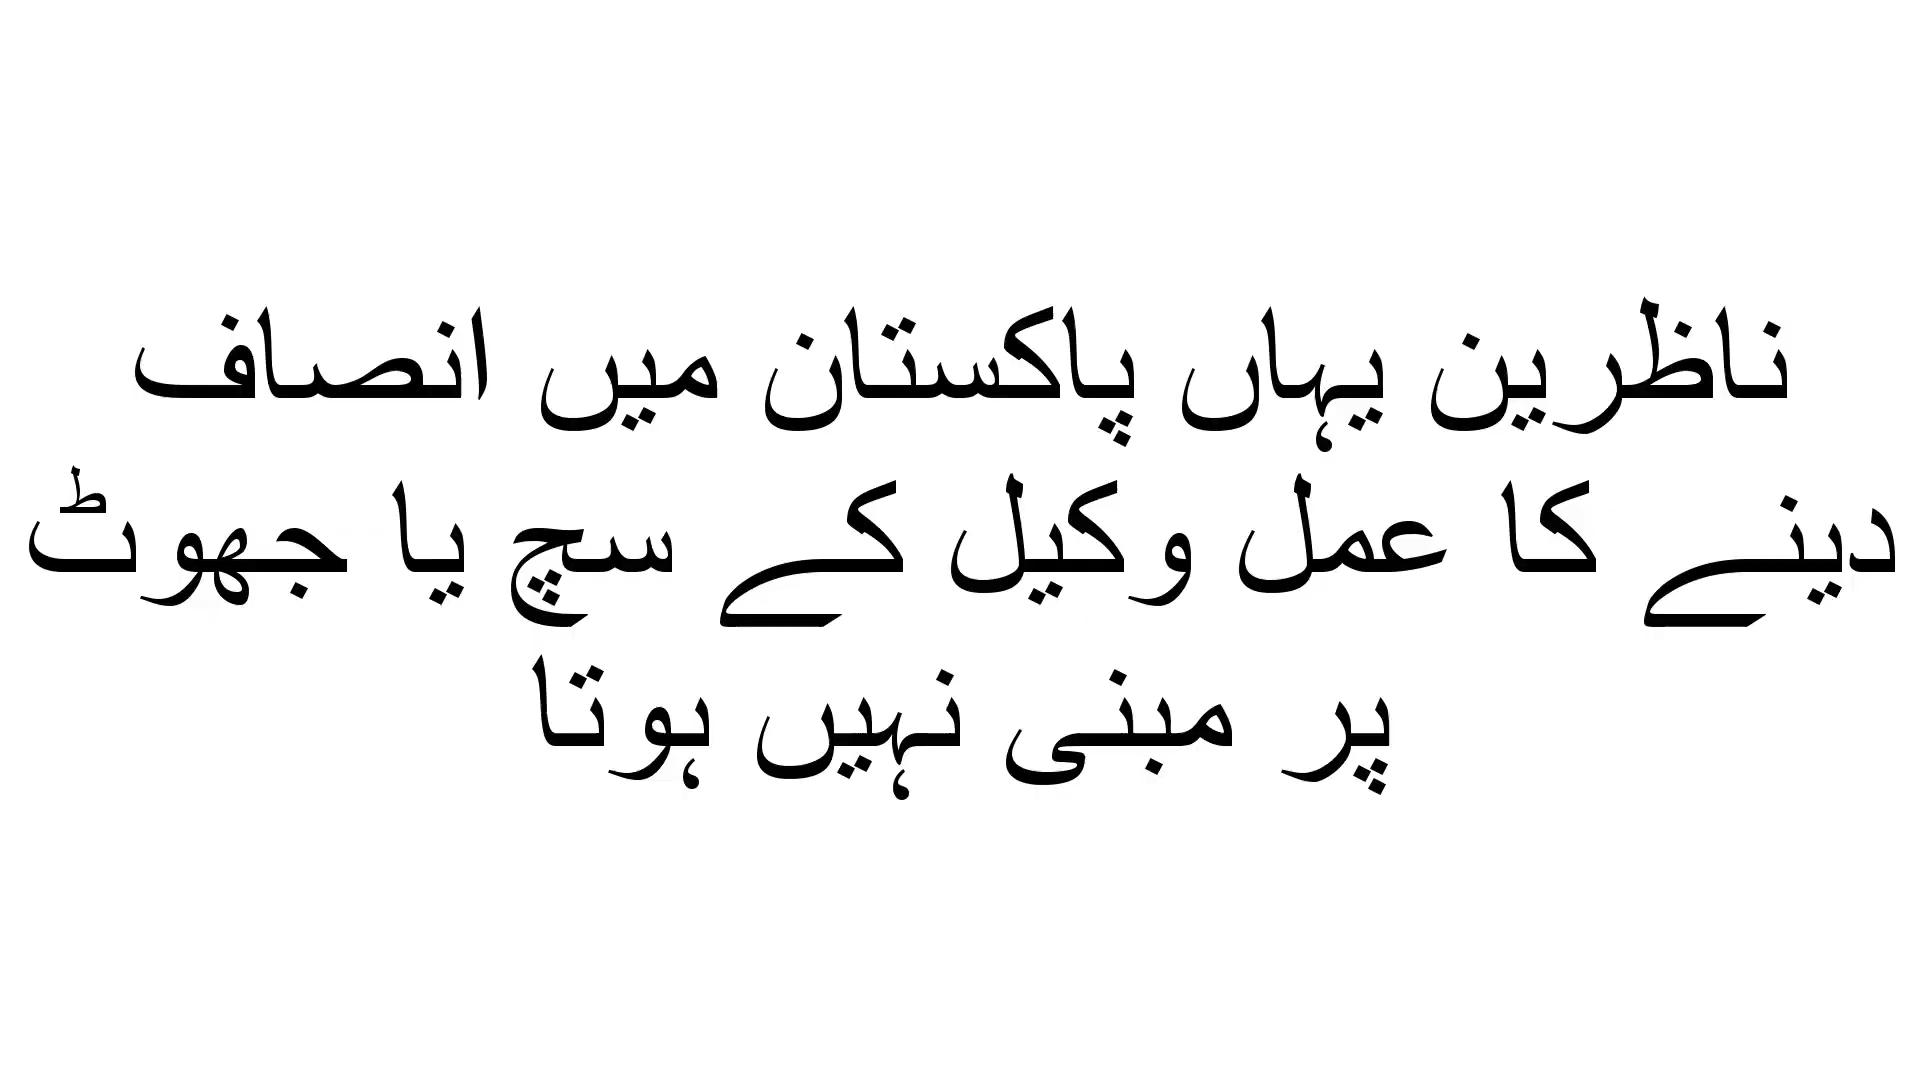 ناظرین یہاں پاکستان میں انصاف
دینے کا عمل وکیل کے سچ یا جھوٹ
پر مبنی نہیں ہوتا